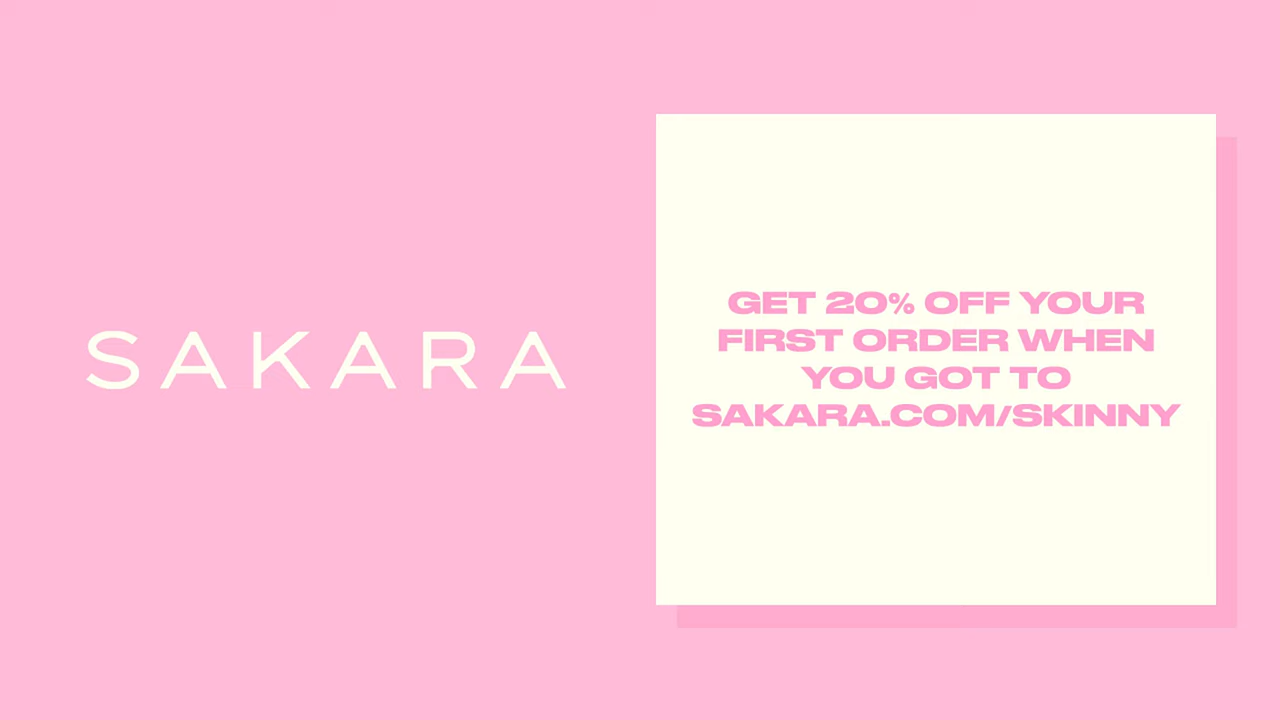 SAKARA
GET 20% OFF YOUR
FIRST ORDER WHEN
YOU GOT TO
SAKARA.COM/SKINNY